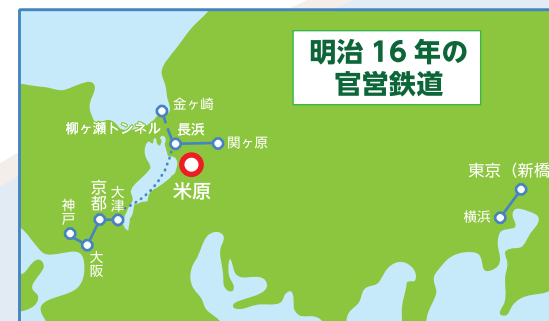 明治 16 年の
官営鉄道
金ヶ崎
柳ヶ瀬トンネル
長浜
関ヶ原
米原
東京（新橋
横浜
京都
大津
神戸
大阪